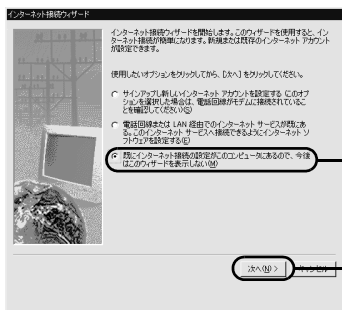 インターネット接続ウィザード
インターネット接続ウィザードを開始します。このウィザードを使用すると、イン
ターネット接続が簡単になります。新規または既存のインターネット アカウント
が設定できます。
使用したいオプションをクリックしてから、[次へ] をクリックしてください。
サインアップし新しいインターネット アカウントを設定する (このオプ
ションを選択した場合は、電話回線がモデムに接続されているこ
とを確認してください)(S)
電話回線または LAN 経由でのインターネット サービスが既にあ
る。このインターネット サービスへ接続できるようにインターネット ソ
フトウェアを設定する(E)
既にインターネット接続の設定がこのコンピュータにあるので、今後
はこのウィザードを表示しない(M)
次へ(N) >
キャンセル